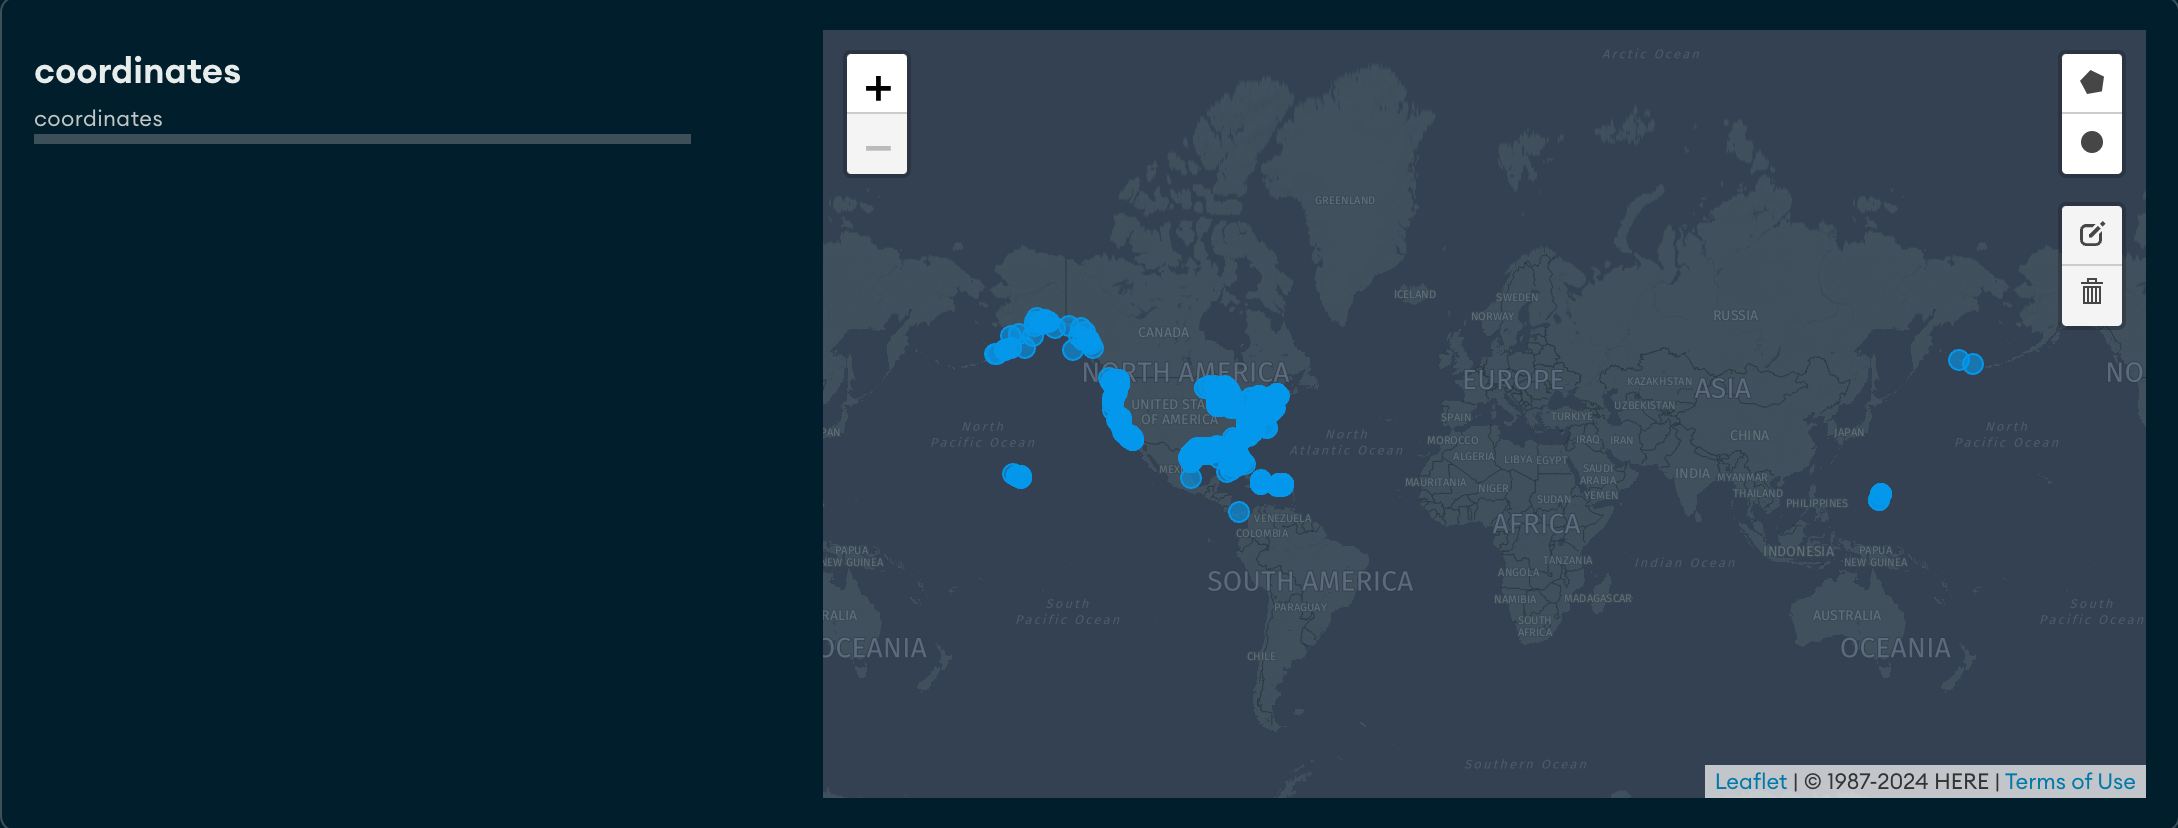 coordinates
coordinates
+
−
Arctic Ocean
GREENLAND
ICELAND
SWEDEN
NORWAY
RUSSIA
CANADA
NORTH AMERICA
UNITED STA
OF AMERICA
EUROPE
KAZAKHSTAN
ASIA
NO
UZBEKISTAN
SPAIN
TÜRKIYE
North
Pacific Ocean
PAN
North
Atlantic Ocean
MOROCCO
ALGERIA
LIBYA
EGYPT
IRAQ
IRAN
CHINA
JAPAN
North
Pacific Ocean
MEX
MAURITANIA
NIGER
SAUDI
ARABIA
SUDAN
YEMEN
INDIA
MYANMAR
THAILAND
PHILIPPINES
VENEZUELA
COLOMBIA
AFRICA
PAPUA
NEW GUINEA
TANZANIA
Indian Ocean
INDONESIA
PAPUA
NEW GUINEA
SOUTH AMERICA
ANGOLA
NAMIBIA
MADAGASCAR
PARAGUAY
South
Pacific Ocean
RALIA
SOUTH
AFRICA
AUSTRALIA
South
Pacific Ocean
OCEANIA
CHILE
OCEANIA
Southern Ocean
Leaflet | © 1987-2024 HERE | Terms of Use